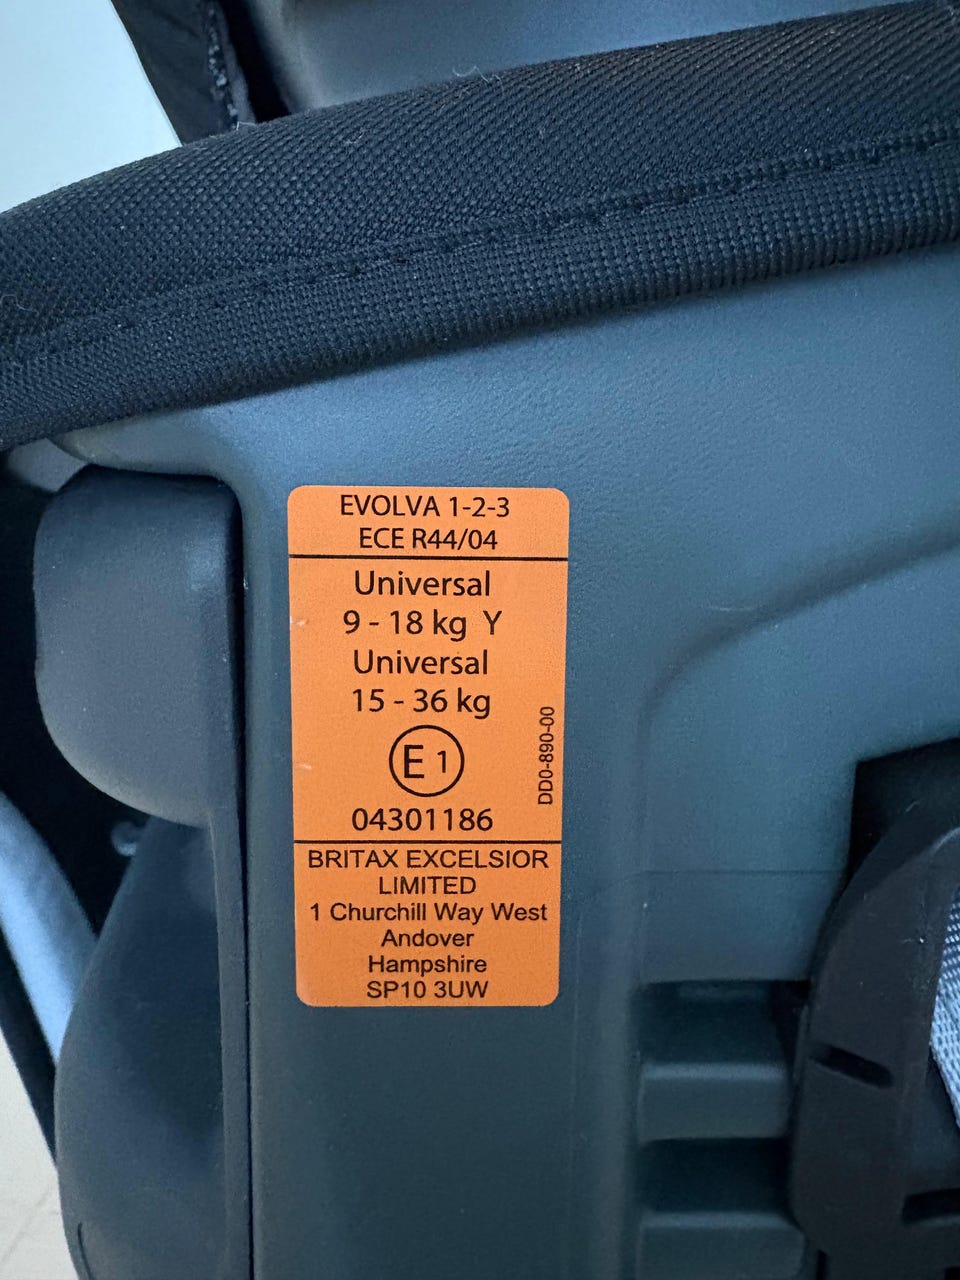 EVOLVA 1-2-3
ECE R44/04
Universal
9 - 18 kg Y
Universal
15 - 36 kg
E 1
04301186
DD0-890-00
BRITAX EXCELSIOR
LIMITED
1 Churchill Way West
Andover
Hampshire
SP10 3UW